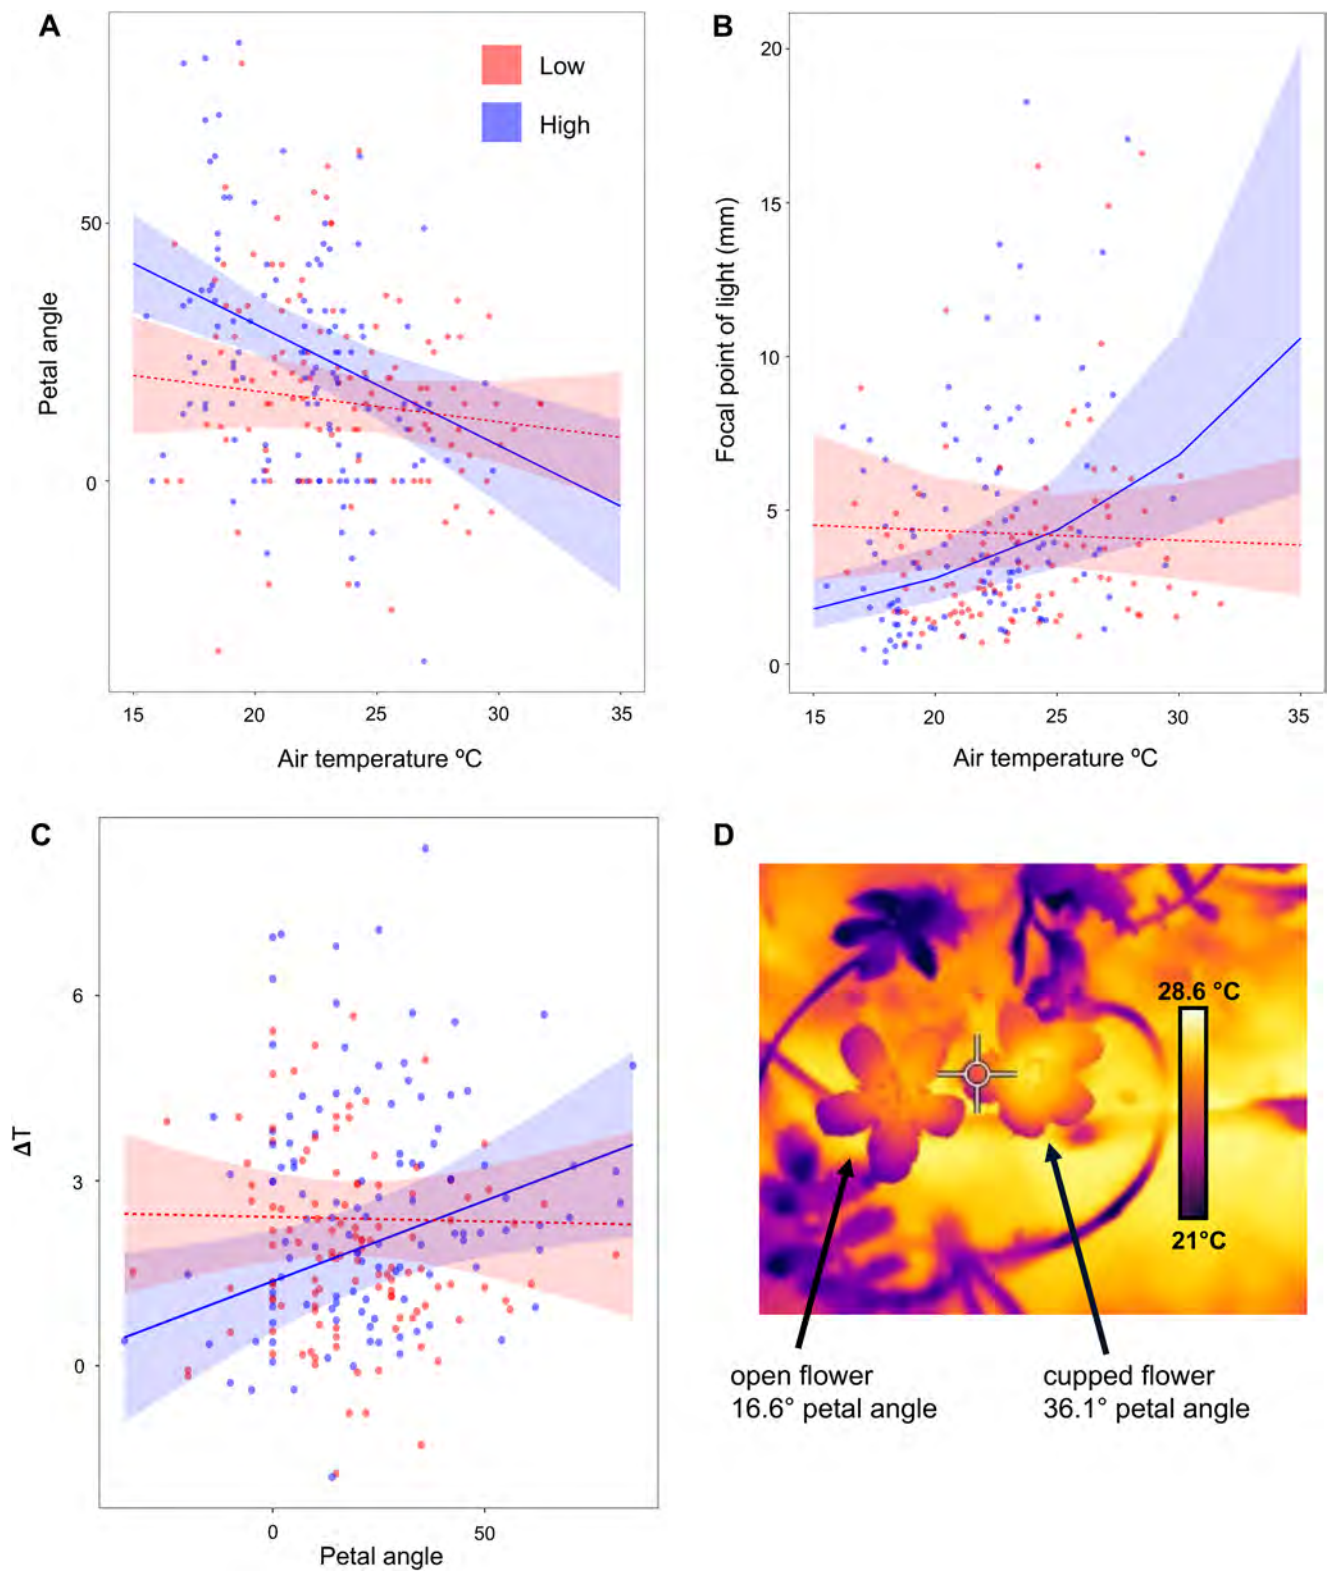 A
Low
High
50
0
Petal angle
15 20 25 30 35
Air temperature ºC
B
20
15
10
5
0
Focal point of light (mm)
15 20 25 30 35
Air temperature ºC
C
6
3
0
ΔT
0 50
Petal angle
D
28.6 °C
21°C
open flower
16.6° petal angle
cupped flower
36.1° petal angle